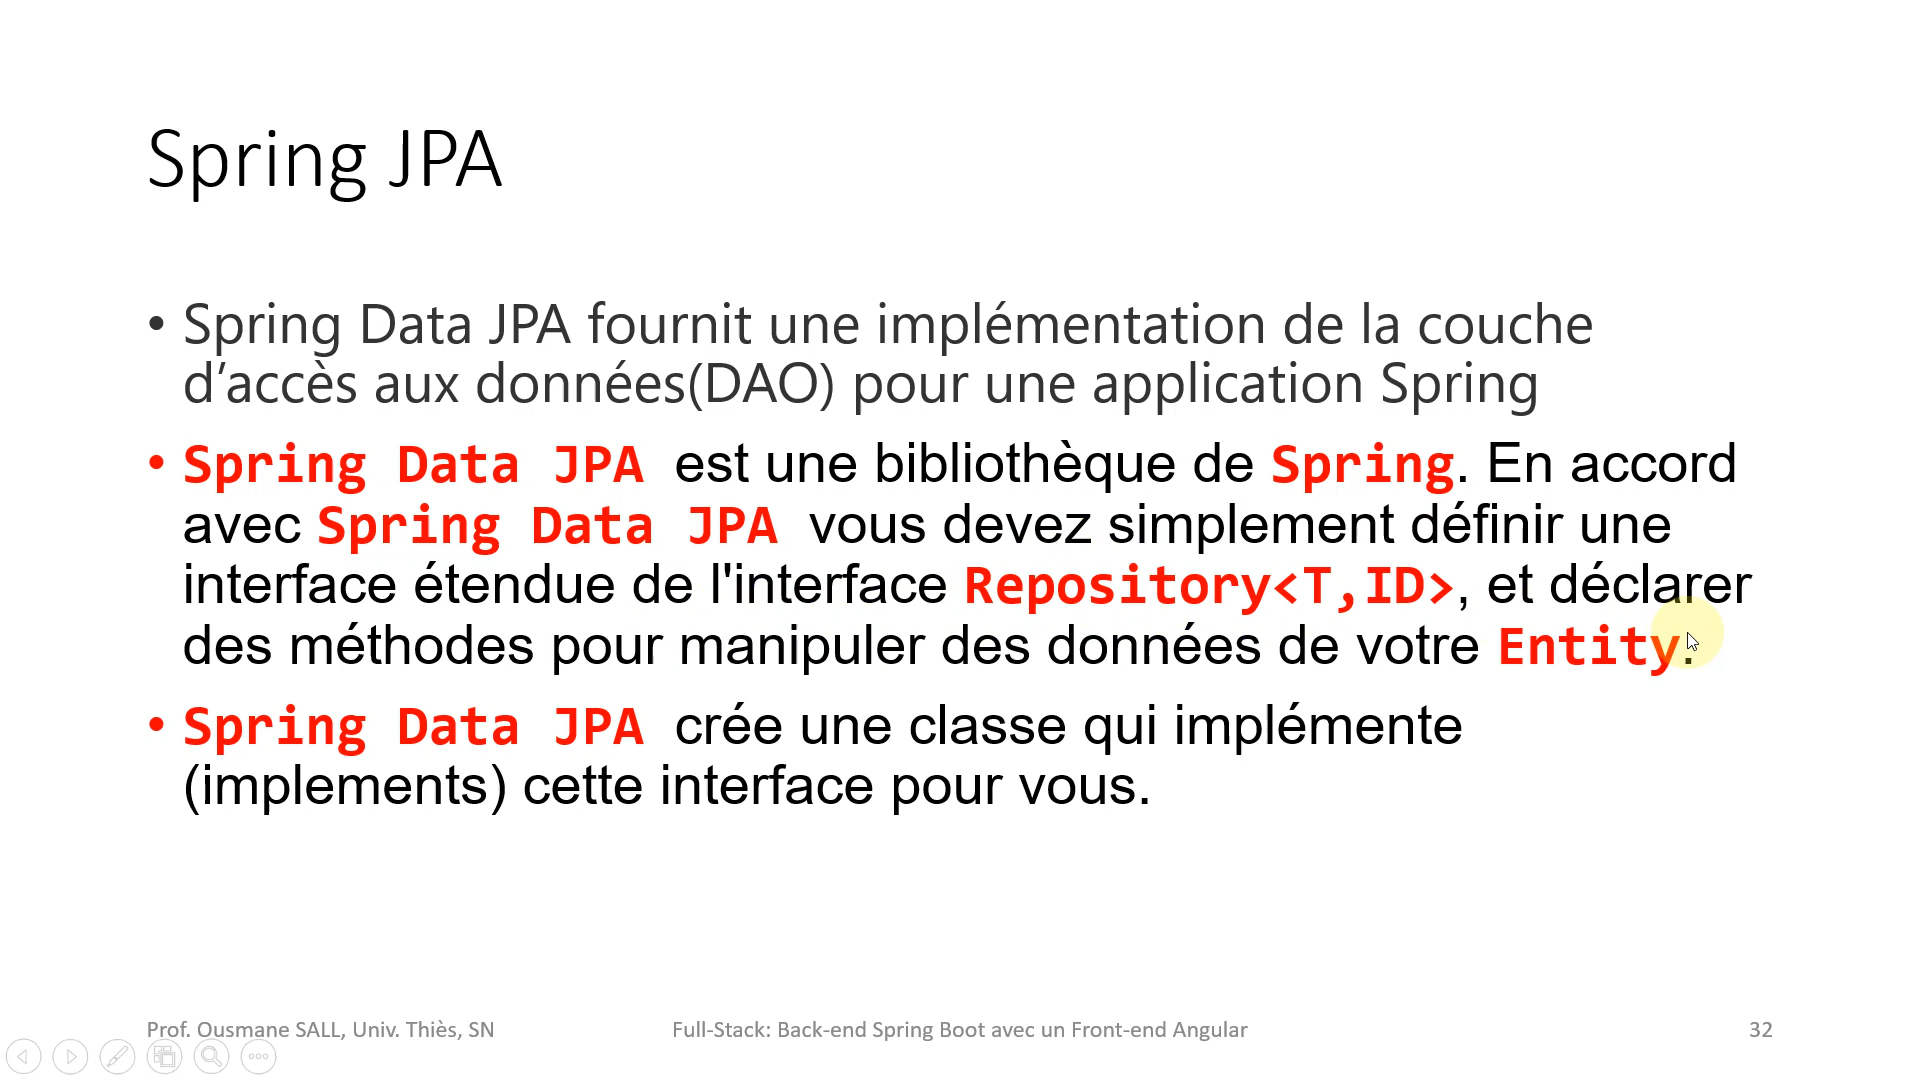 Spring JPA
• Spring Data JPA fournit une implémentation de la couche
d’accès aux données(DAO) pour une application Spring
• Spring Data JPA est une bibliothèque de Spring. En accord
avec Spring Data JPA vous devez simplement définir une
interface étendue de l'interface Repository<T,ID>, et déclarer
des méthodes pour manipuler des données de votre Entity.
• Spring Data JPA crée une classe qui implémente
(implements) cette interface pour vous.
Prof. Ousmane SALL, Univ. Thiès, SN
Full-Stack: Back-end Spring Boot avec un Front-end Angular
32